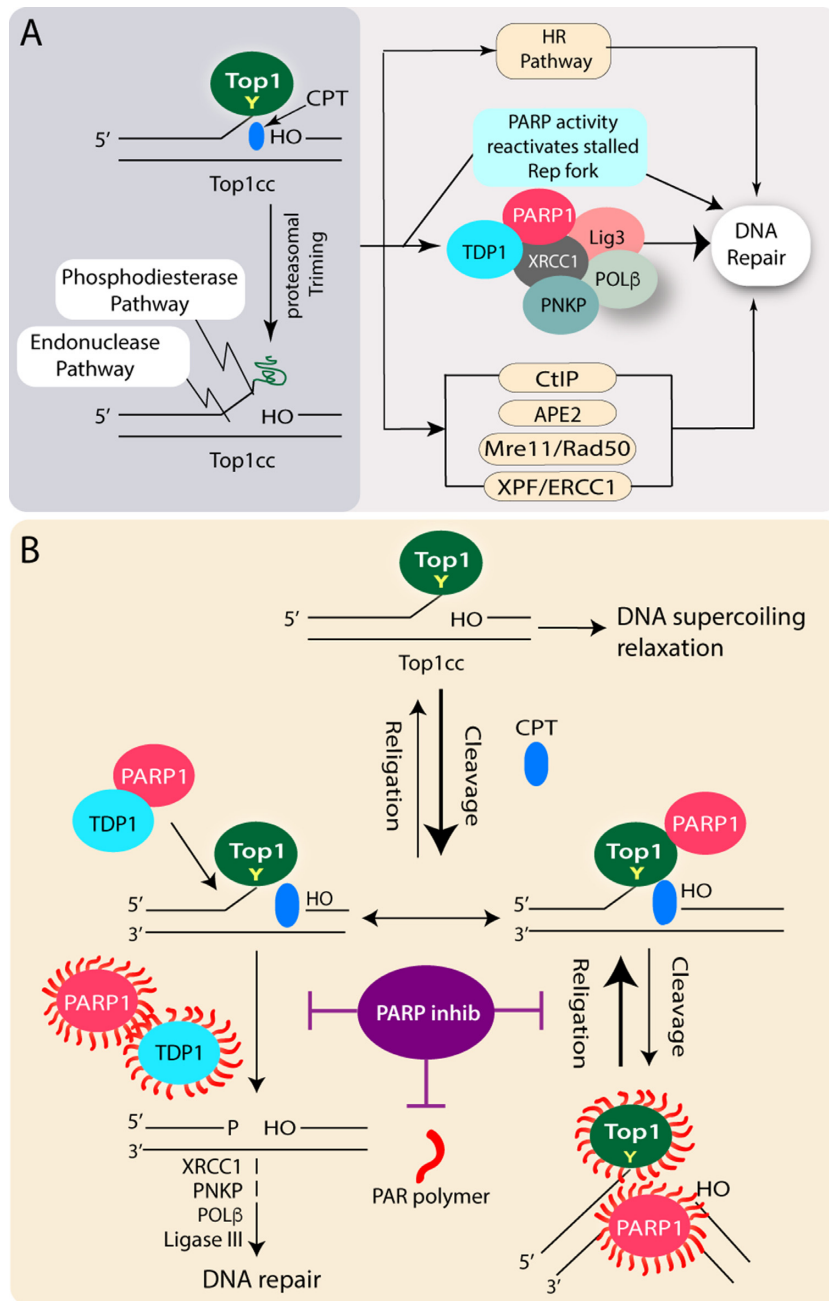 A
Top1
Y
CPT
5′
HO
Top1cc
proteasomal
Triming
Phosphodiesterase
Pathway
Endonuclease
Pathway
5′
HO
Top1cc
HR
Pathway
PARP activity
reactivates stalled
Rep fork
PARP1
TDP1
Lig3
XRCC1
POLβ
PNKP
DNA
Repair
CtIP
APE2
Mre11/Rad50
XPF/ERCC1
B
Top1
Y
5′
HO
Top1cc
DNA supercoiling
relaxation
Religation
Cleavage
CPT
PARP1
TDP1
Top1
Y
HO
5′
3′
Top1
Y
PARP1
HO
5′
3′
PARP1
TDP1
PARP inhib
Religation
Cleavage
5′
P
HO
3′
XRCC1
PNKP
POLβ
Ligase III
DNA repair
PAR polymer
Top1
Y
HO
PARP1
5′
3′